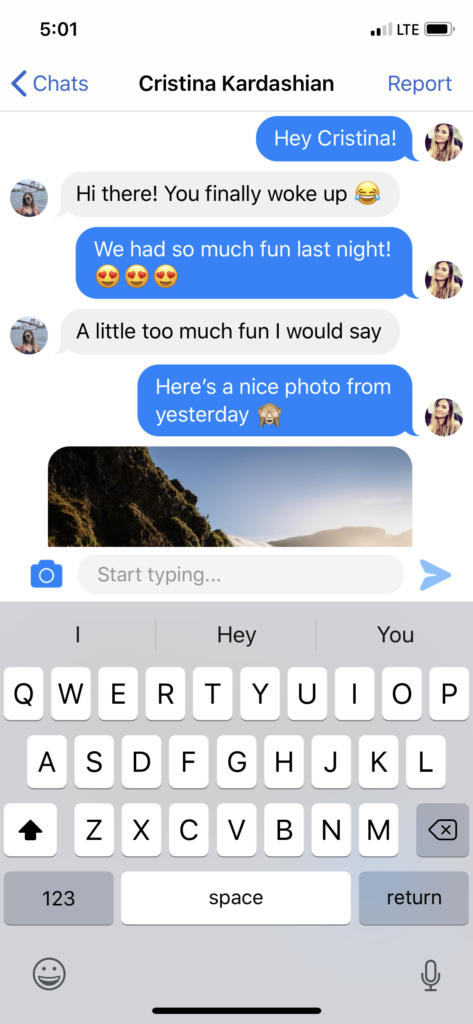 5:01 LTE
Chats Cristina Kardashian Report
Hey Cristina!
Hi there! You finally woke up 😂
We had so much fun last night!
😍😍😍
A little too much fun I would say
Here’s a nice photo from
yesterday 🙈
Start typing...
I Hey You
Q W E R T Y U I O P
A S D F G H J K L
Z X C V B N M
123 space return